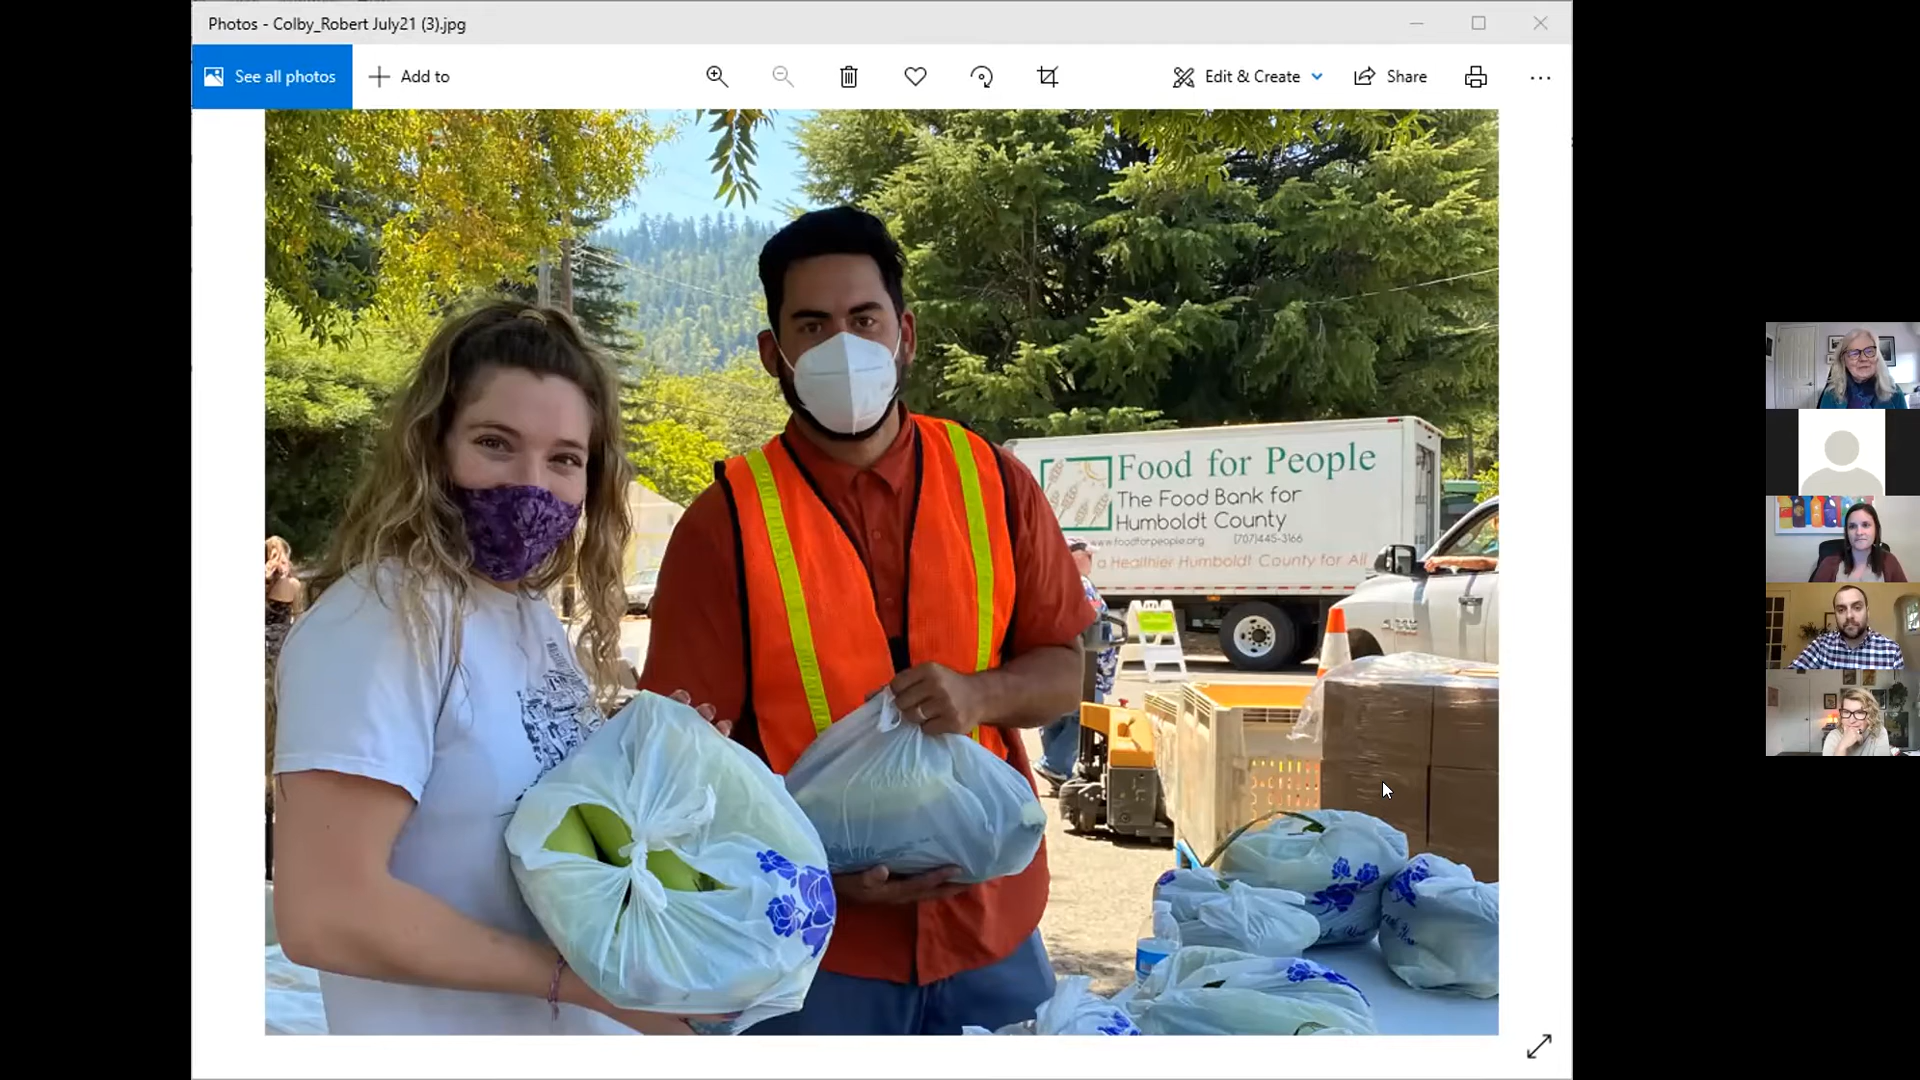 Photos - Colby_Robert July21 (3).jpg
See all photos
Add to
Edit & Create
Share
Food for People
The Food Bank for
Humboldt County
www.foodforpeople.org (707)445-3166
a Healthier Humboldt County for All